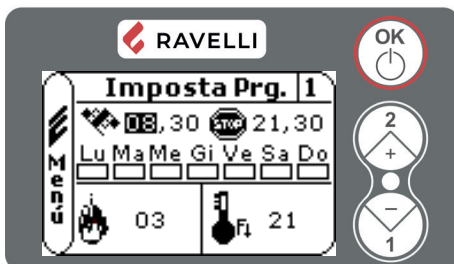 RAVELLI
OK
Imposta Prg. 1
08,30 STOP 21,30
Lu Ma Me Gi Ve Sa Do
Menú
03 21
2
+
−
1